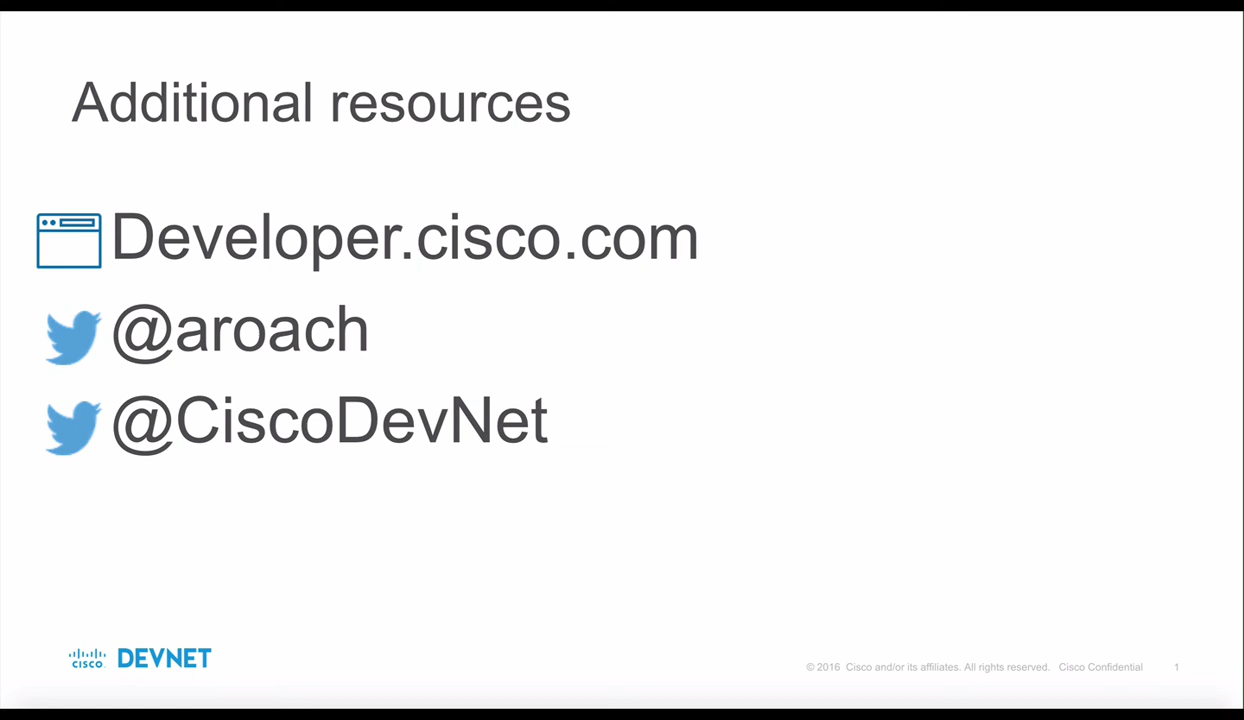 Additional resources
Developer.cisco.com
@aroach
@CiscoDevNet
cisco. DEVNET
© 2016 Cisco and/or its affiliates. All rights reserved. Cisco Confidential 1